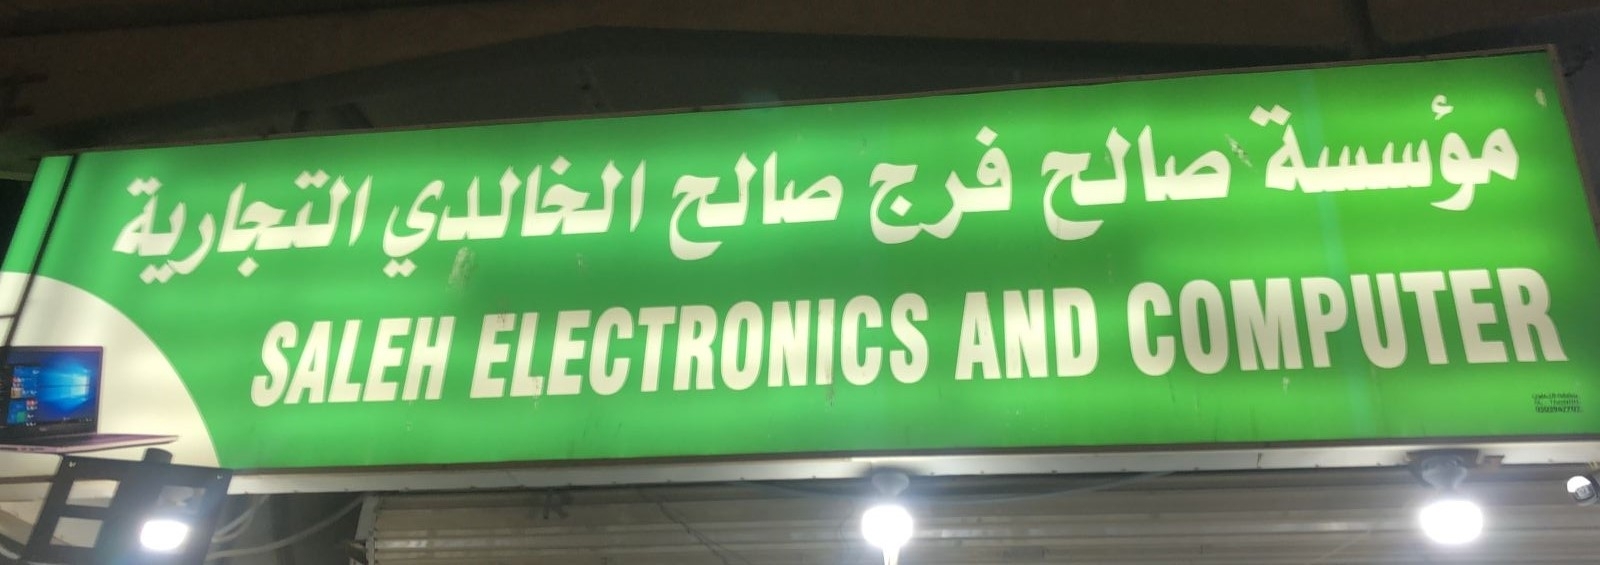 مؤسسة صالح فرج صالح الخالدي التجارية
SALEH ELECTRONICS AND COMPUTER